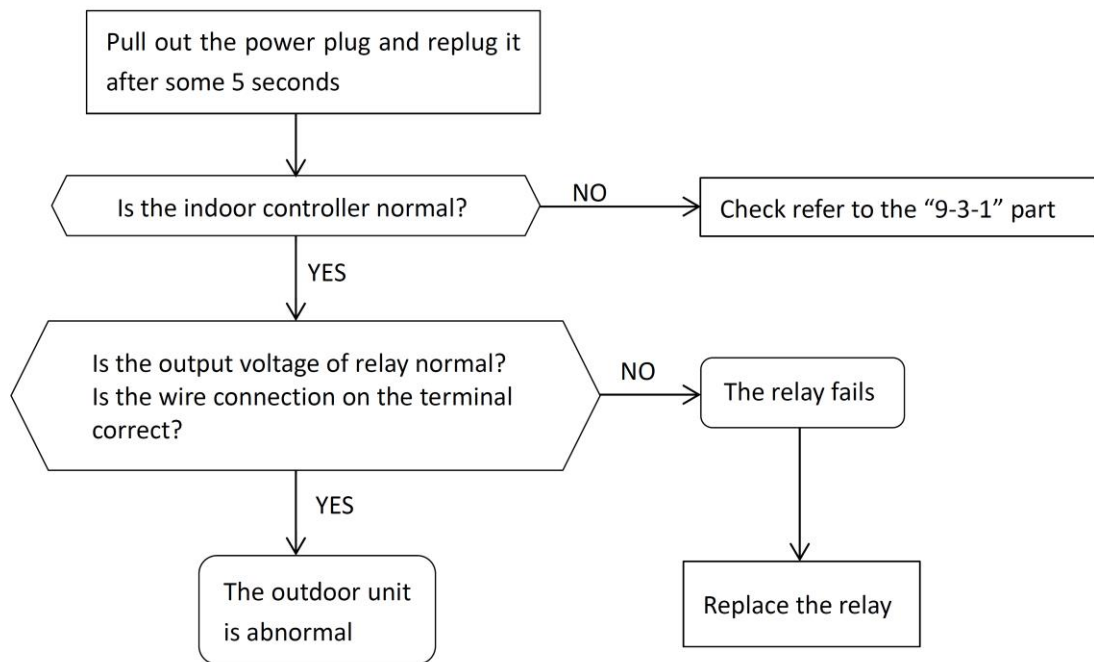 Pull out the power plug and replug it
after some 5 seconds
Is the indoor controller normal?
NO
Check refer to the “9-3-1” part
YES
Is the output voltage of relay normal?
Is the wire connection on the terminal
correct?
NO
The relay fails
YES
The outdoor unit
is abnormal
Replace the relay